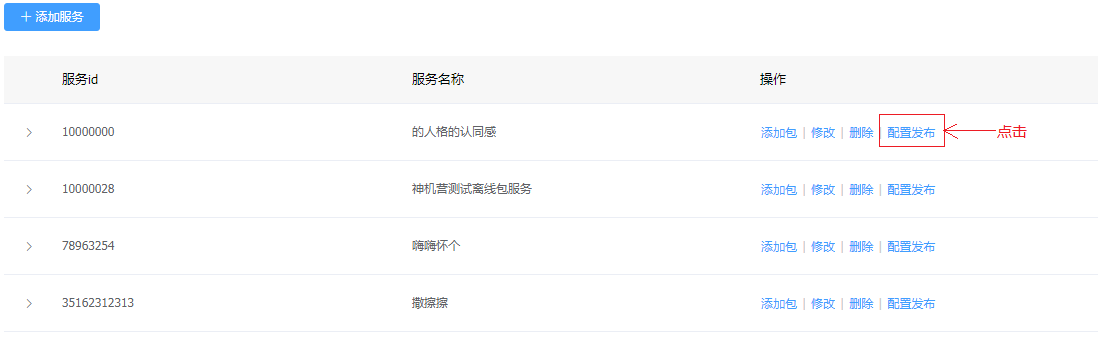 + 添加服务
服务id 服务名称 操作
10000000 的人格的认同感 添加包 | 修改 | 删除 | 配置发布 点击
10000028 神机营测试离线包服务 添加包 | 修改 | 删除 | 配置发布
78963254 嗨嗨怀个 添加包 | 修改 | 删除 | 配置发布
35162312313 撒擦擦 添加包 | 修改 | 删除 | 配置发布